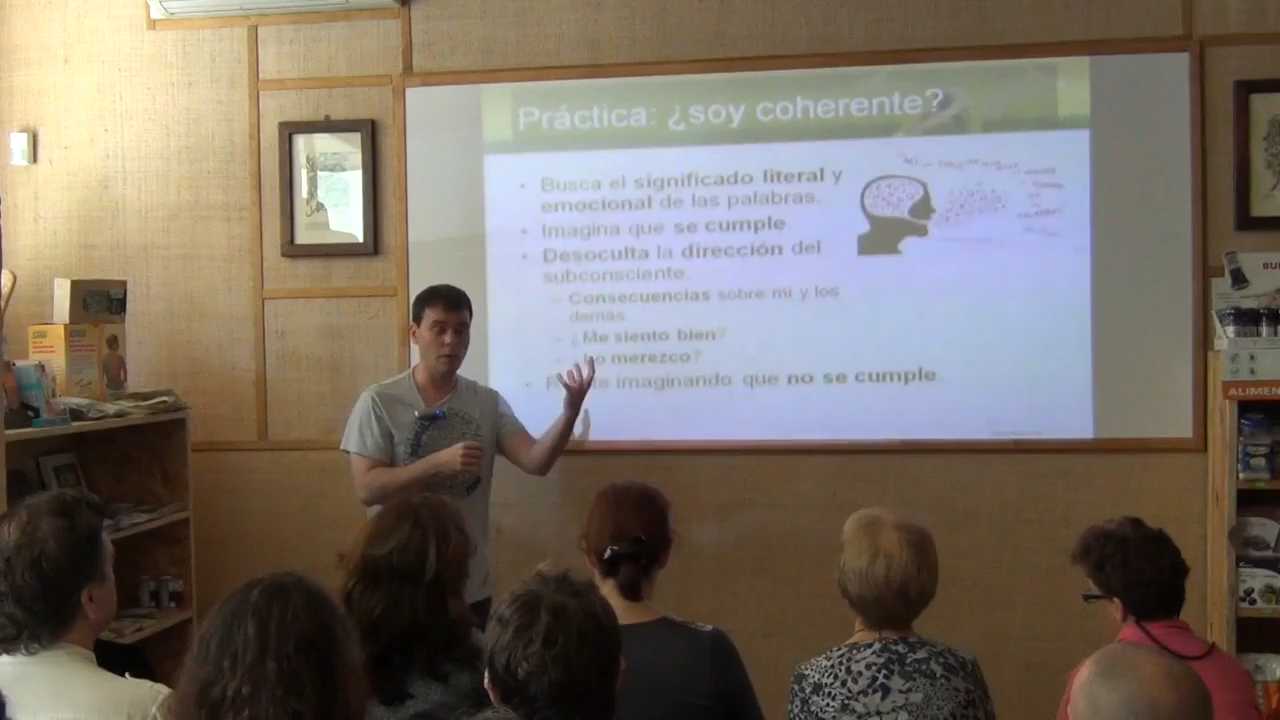 Práctica: ¿soy coherente?
• Busca el significado literal y
emocional de las palabras.
• Imagina que se cumple.
• Desoculta la dirección del
subconsciente.
– Consecuencias sobre mi y los
demás.
– ¿Me siento bien?
– merezco?
• imaginando que no se cumple.
ALIMEN